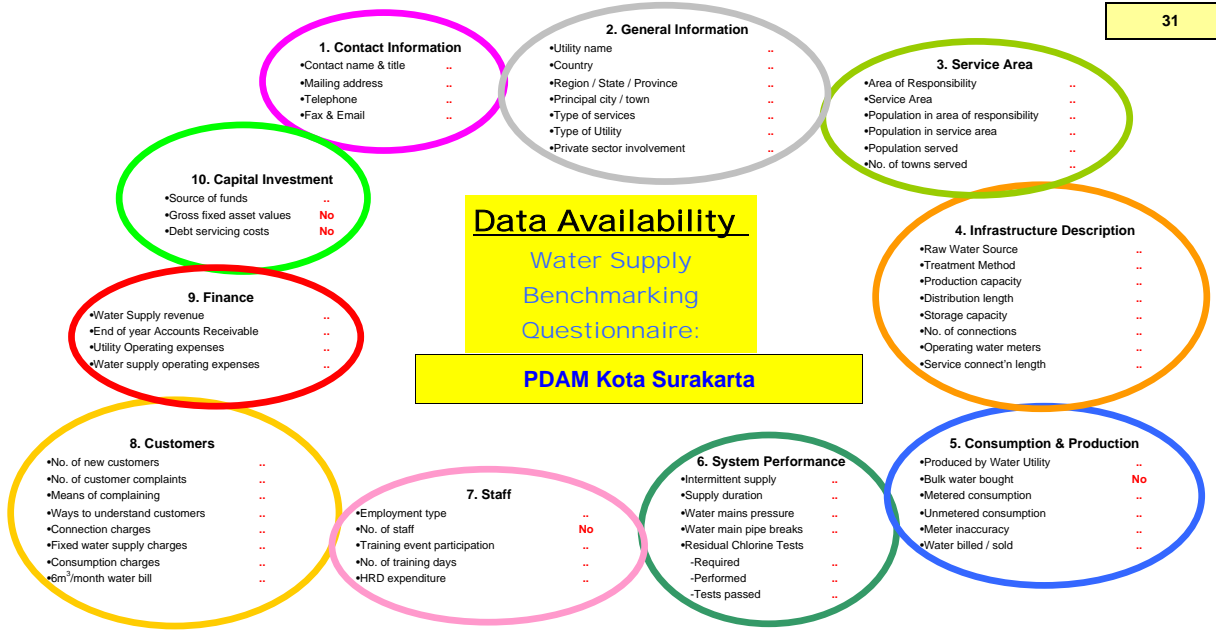 31
1. Contact Information
•Contact name & title ..
•Mailing address ..
•Telephone ..
•Fax & Email ..
2. General Information
•Utility name ..
•Country ..
•Region / State / Province ..
•Principal city / town ..
•Type of services ..
•Type of Utility ..
•Private sector involvement ..
3. Service Area
•Area of Responsibility ..
•Service Area ..
•Population in area of responsibility ..
•Population in service area ..
•Population served ..
•No. of towns served ..
10. Capital Investment
•Source of funds ..
•Gross fixed asset values No
•Debt servicing costs No
Data Availability
Water Supply
Benchmarking
Questionnaire:
PDAM Kota Surakarta
4. Infrastructure Description
•Raw Water Source ..
•Treatment Method ..
•Production capacity ..
•Distribution length ..
•Storage capacity ..
•No. of connections ..
•Operating water meters ..
•Service connect'n length ..
9. Finance
•Water Supply revenue ..
•End of year Accounts Receivable ..
•Utility Operating expenses ..
•Water supply operating expenses ..
8. Customers
•No. of new customers ..
•No. of customer complaints ..
•Means of complaining ..
•Ways to understand customers ..
•Connection charges ..
•Fixed water supply charges ..
•Consumption charges ..
•6m³/month water bill ..
7. Staff
•Employment type ..
•No. of staff No
•Training event participation ..
•No. of training days ..
•HRD expenditure ..
6. System Performance
•Intermittent supply ..
•Supply duration ..
•Water mains pressure ..
•Water main pipe breaks ..
•Residual Chlorine Tests
-Required ..
-Performed ..
-Tests passed ..
5. Consumption & Production
•Produced by Water Utility ..
•Bulk water bought No
•Metered consumption ..
•Unmetered consumption ..
•Meter inaccuracy ..
•Water billed / sold ..